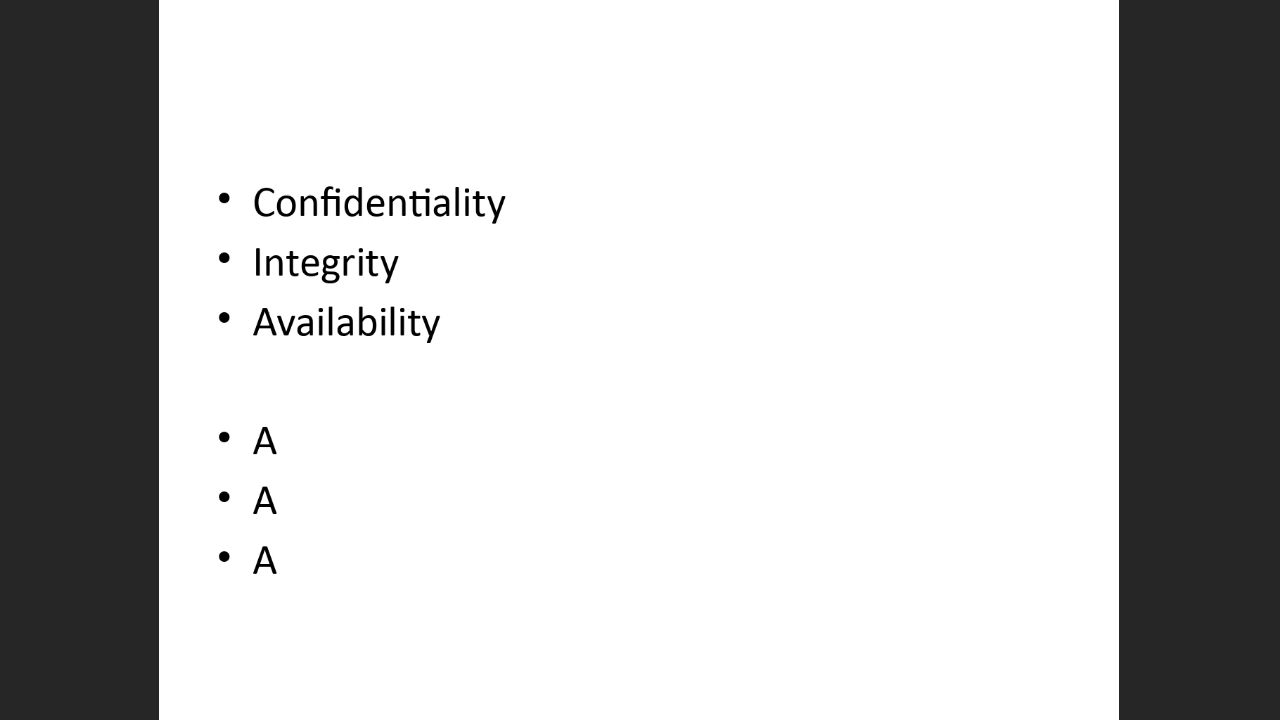 • Confidentiality
• Integrity
• Availability
• A
• A
• A